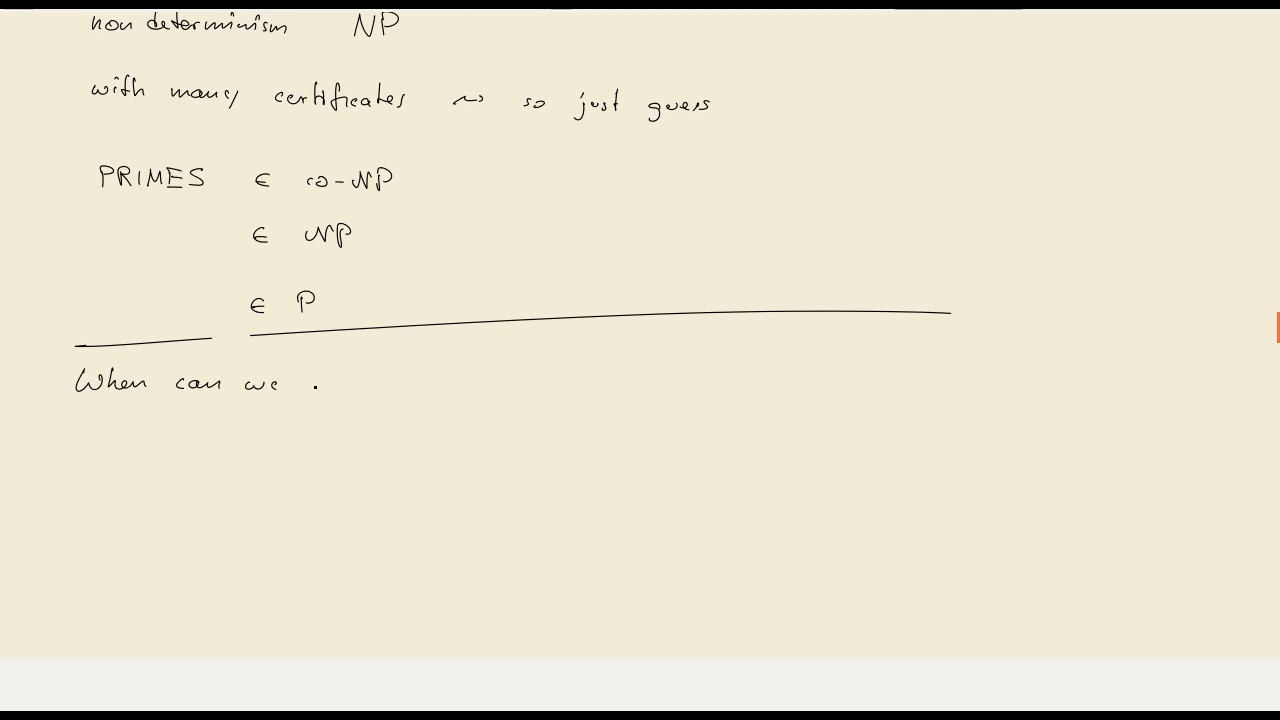 non determinism NP
with many certificates ~> so just guess
PRIMES ∈ co-NP
∈ NP
∈ P
When can we .